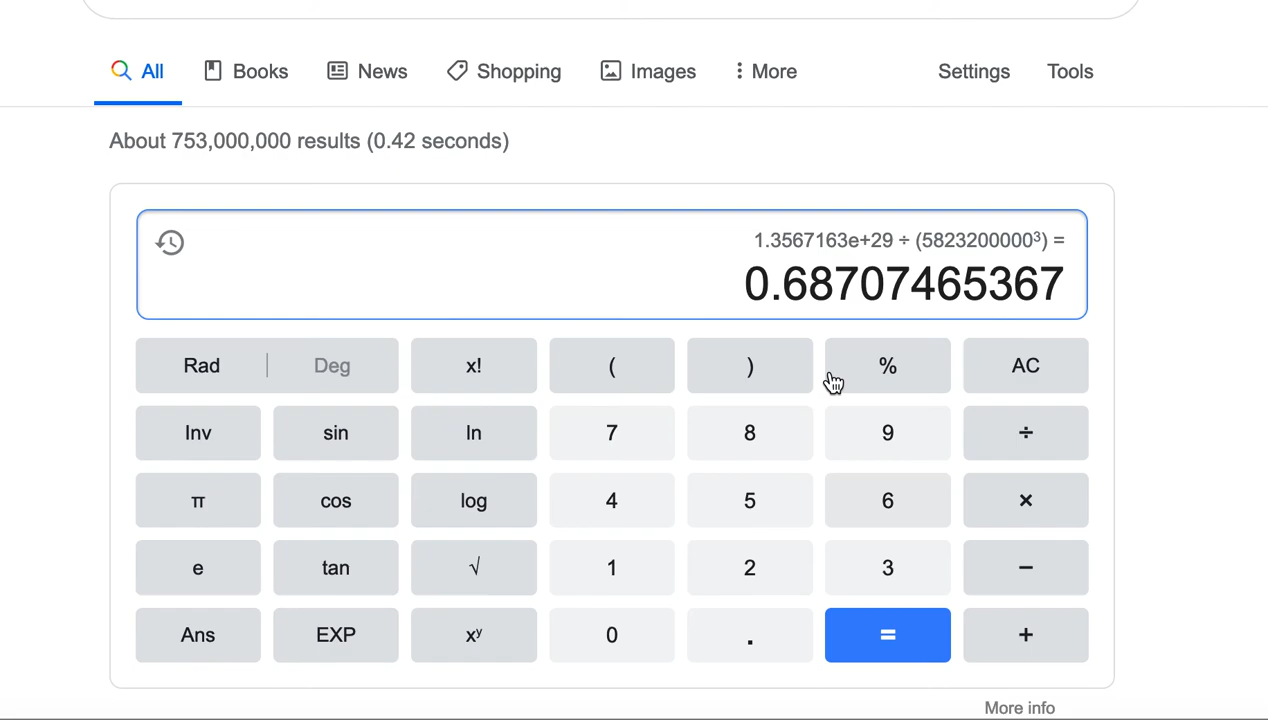 All Books News Shopping Images More Settings Tools
About 753,000,000 results (0.42 seconds)
1.3567163e+29 ÷ (5823200000³) =
0.68707465367
Rad | Deg x! ( ) % AC
Inv sin ln 7 8 9 ÷
π cos log 4 5 6 ×
e tan √ 1 2 3 −
Ans EXP xʸ 0 . = +
More info